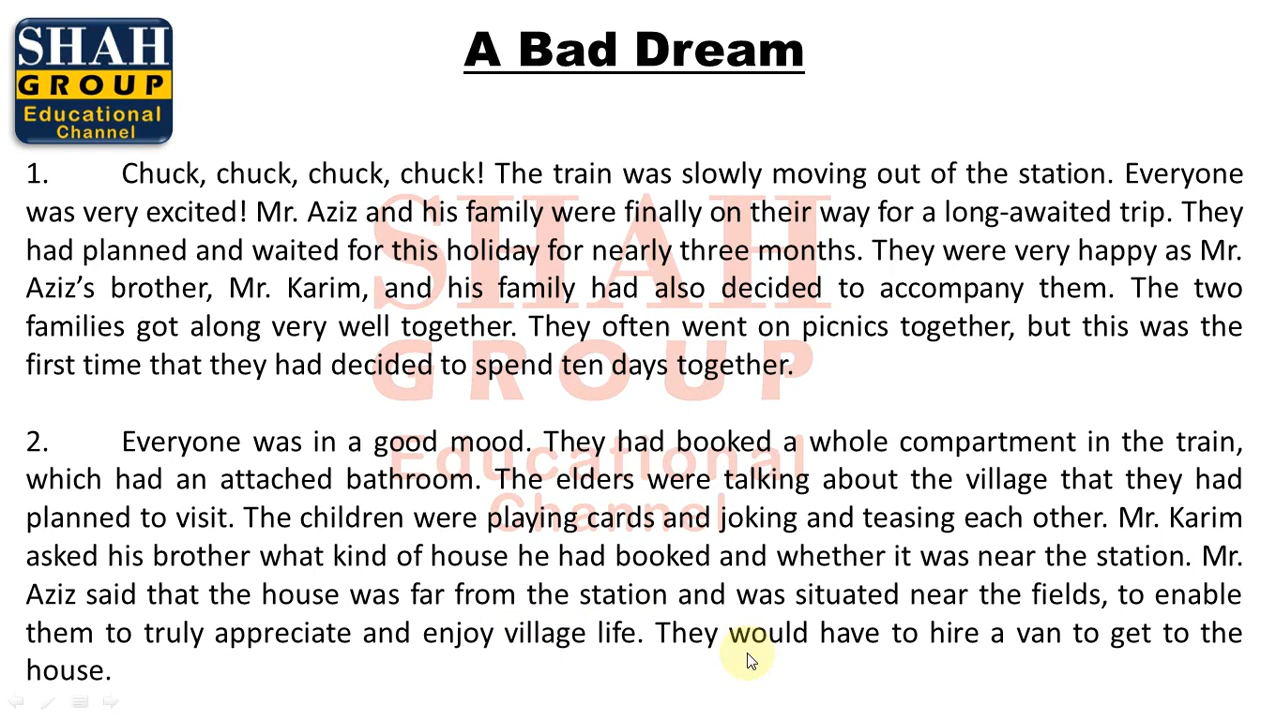 SHAH
GROUP
Educational
Channel
A Bad Dream
1. Chuck, chuck, chuck, chuck! The train was slowly moving out of the station. Everyone
was very excited! Mr. Aziz and his family were finally on their way for a long-awaited trip. They
had planned and waited for this holiday for nearly three months. They were very happy as Mr.
Aziz’s brother, Mr. Karim, and his family had also decided to accompany them. The two
families got along very well together. They often went on picnics together, but this was the
first time that they had decided to spend ten days together.
2. Everyone was in a good mood. They had booked a whole compartment in the train,
which had an attached bathroom. The elders were talking about the village that they had
planned to visit. The children were playing cards and joking and teasing each other. Mr. Karim
asked his brother what kind of house he had booked and whether it was near the station. Mr.
Aziz said that the house was far from the station and was situated near the fields, to enable
them to truly appreciate and enjoy village life. They would have to hire a van to get to the
house.
SHAH
GROUP
Educational
Channel